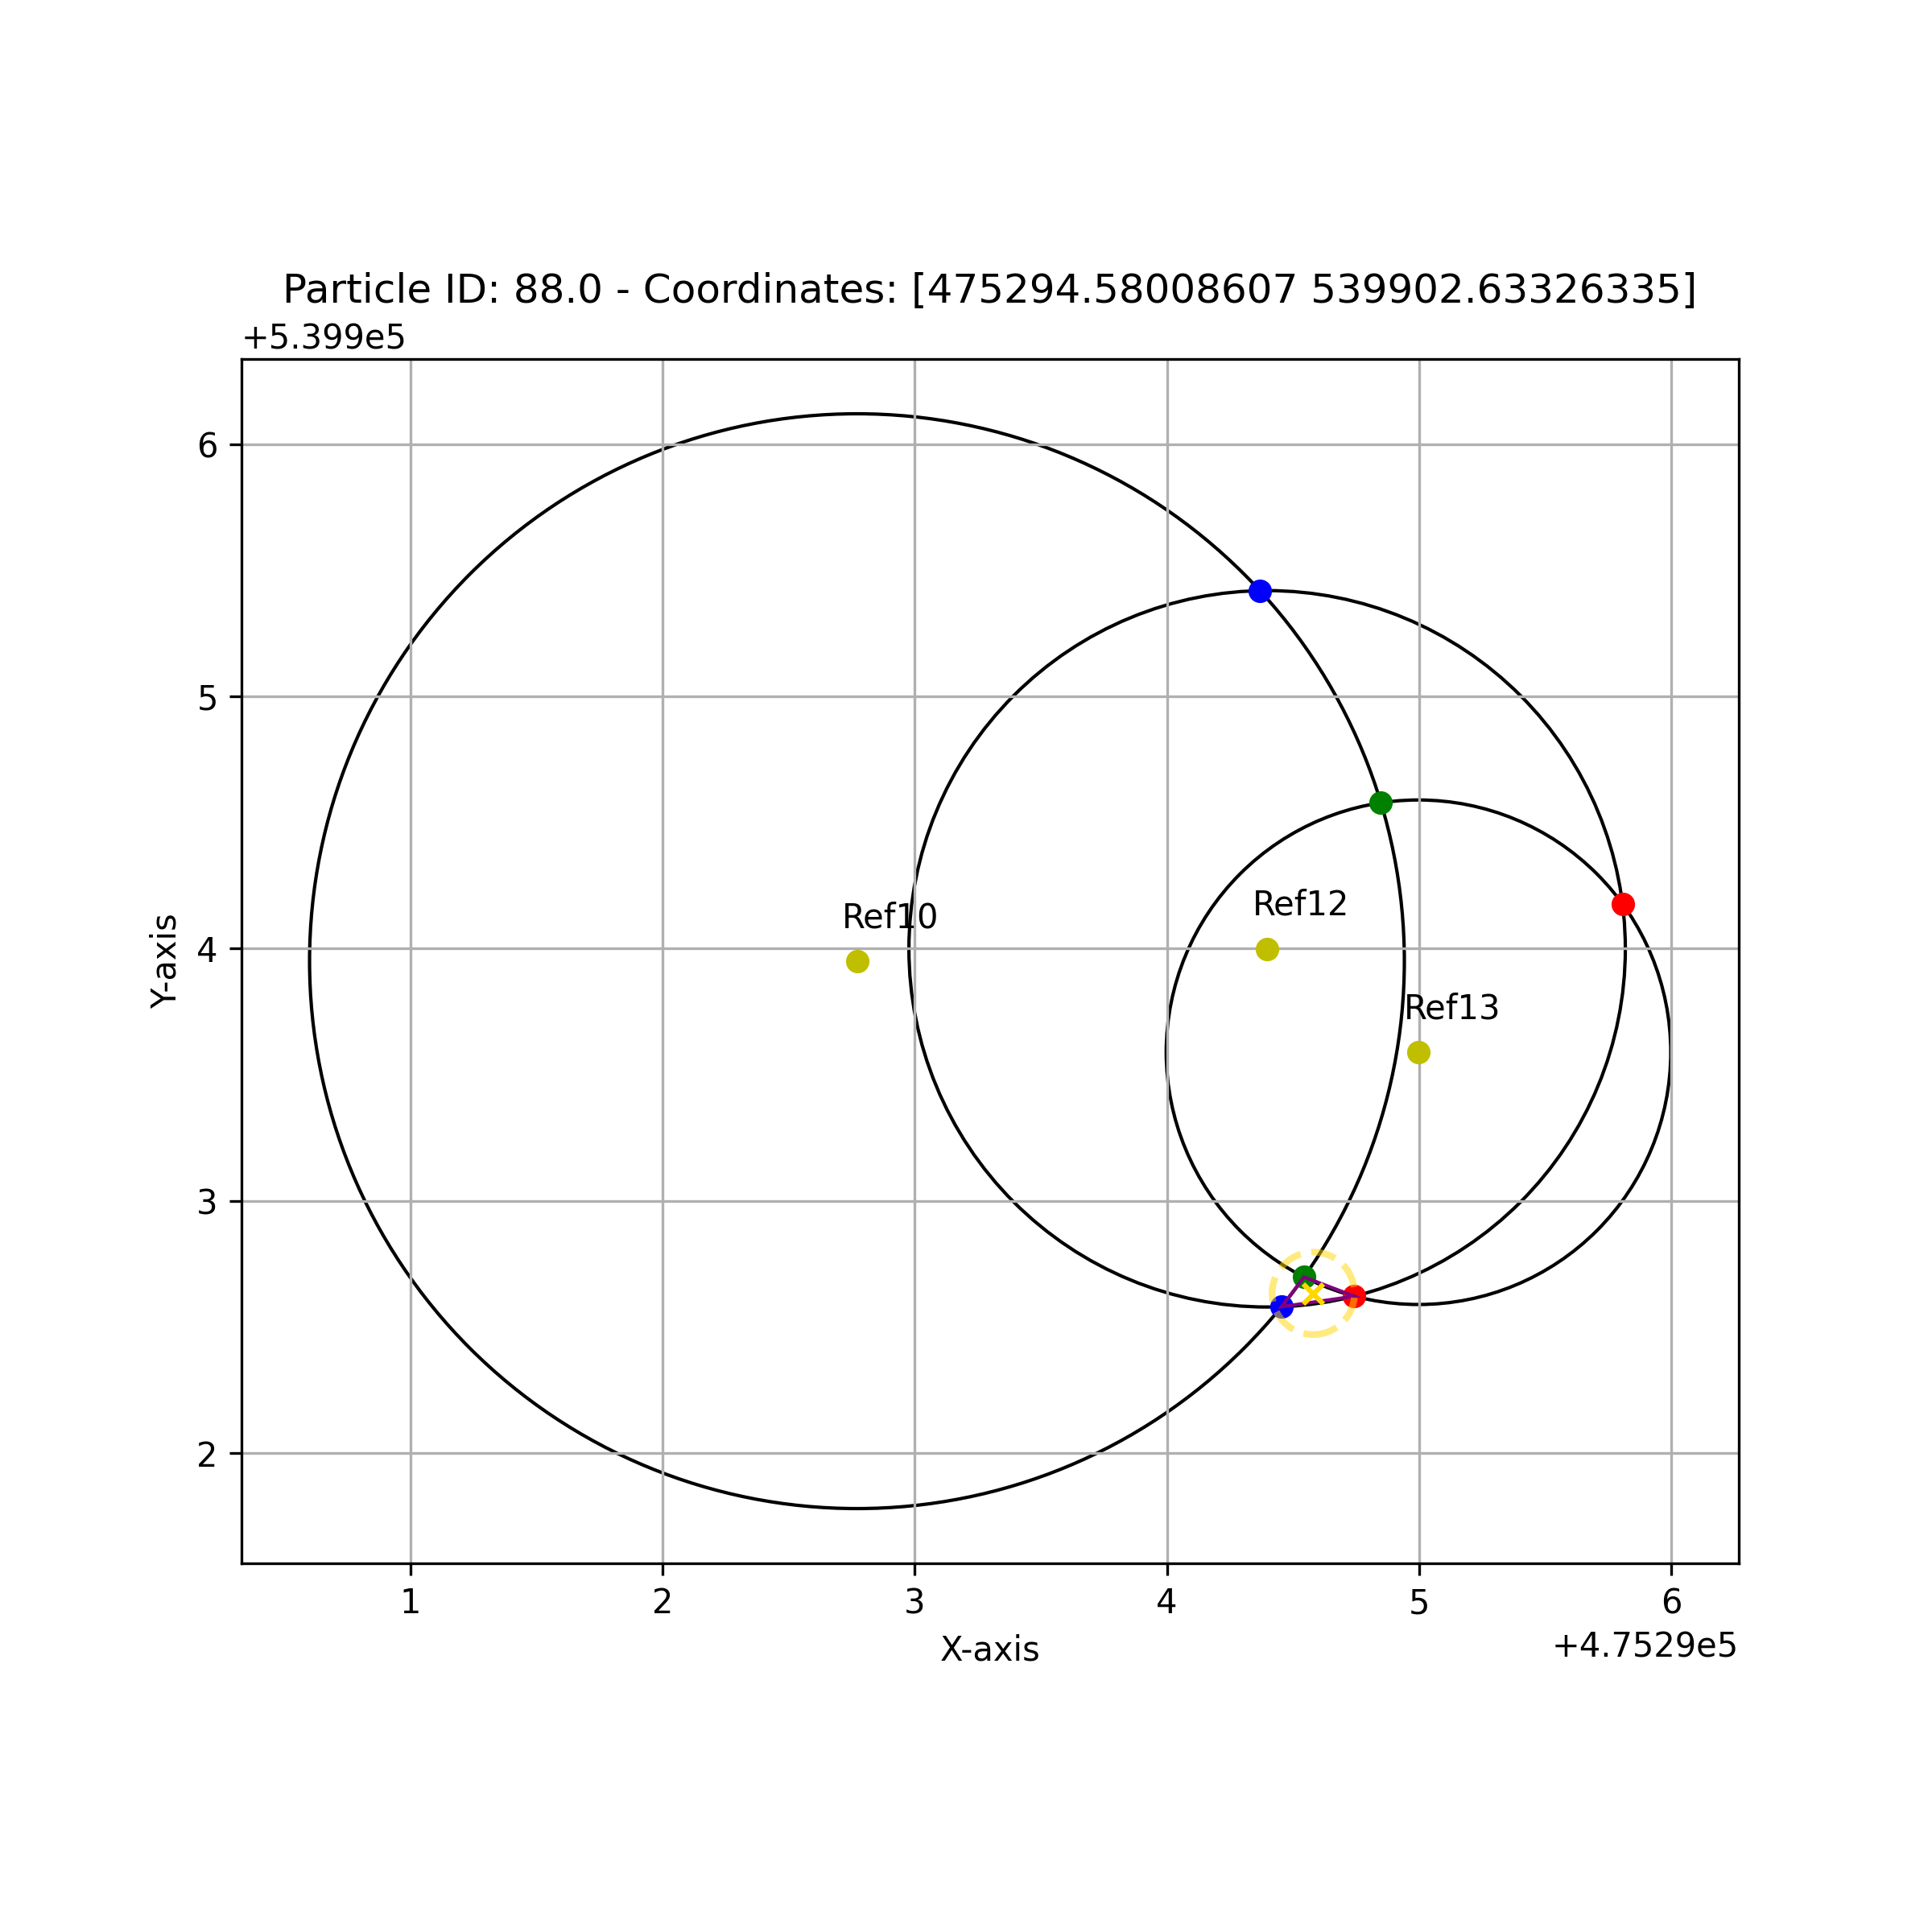 Particle ID: 88.0 - Coordinates: [475294.58008607 539902.63326335]
+5.399e5
6
5
4
3
2
Y-axis
Ref10
Ref12
Ref13
1 2 3 4 5 6
X-axis
+4.7529e5